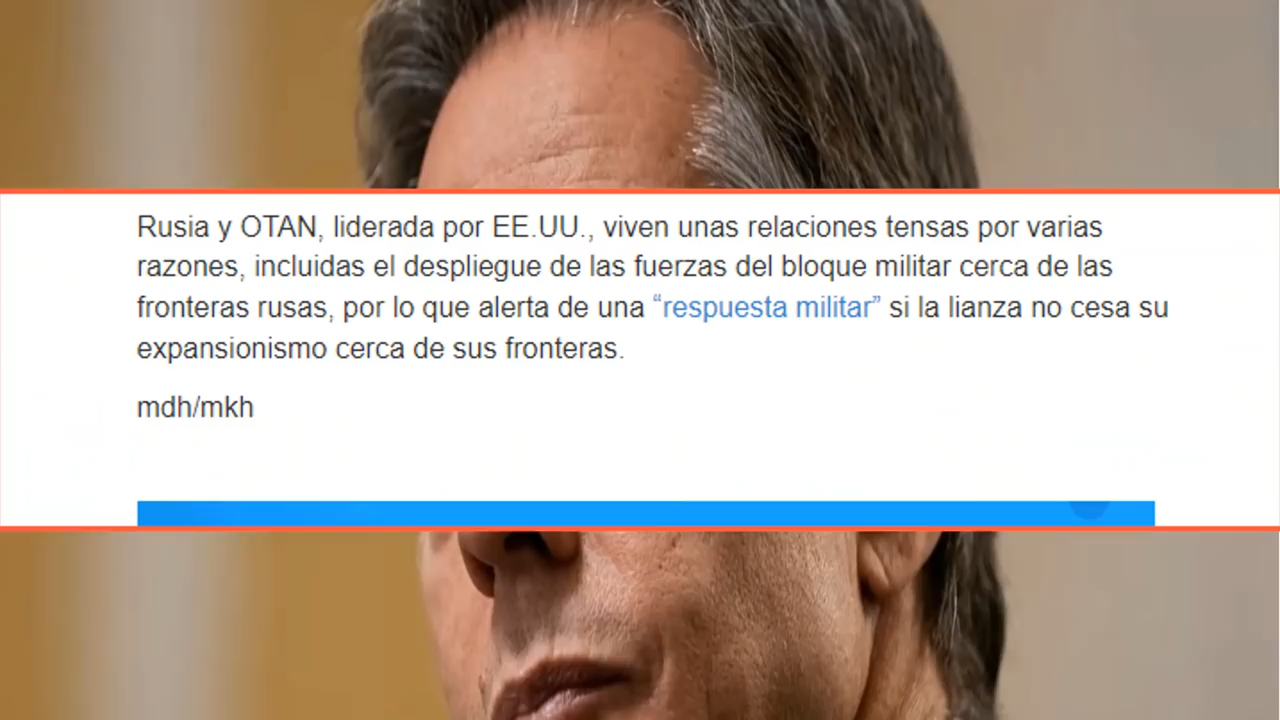 Rusia y OTAN, liderada por EE.UU., viven unas relaciones tensas por varias
razones, incluidas el despliegue de las fuerzas del bloque militar cerca de las
fronteras rusas, por lo que alerta de una “respuesta militar” si la lianza no cesa su
expansionismo cerca de sus fronteras.
mdh/mkh